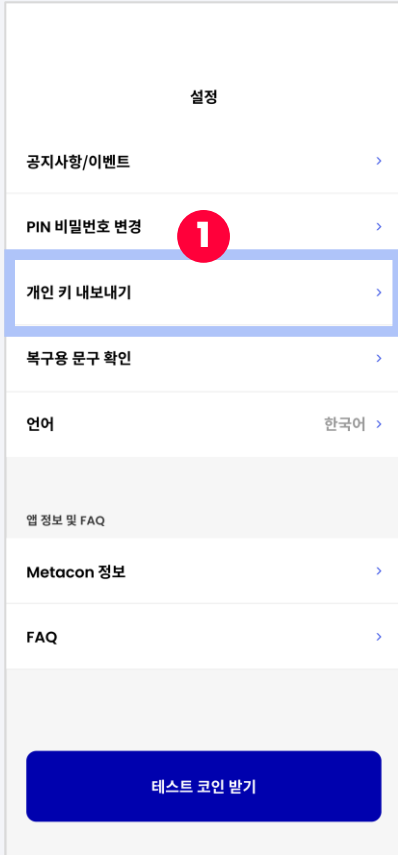 설정
공지사항/이벤트
PIN 비밀번호 변경
1
개인 키 내보내기
복구용 문구 확인
언어 한국어
앱 정보 및 FAQ
Metacon 정보
FAQ
테스트 코인 받기